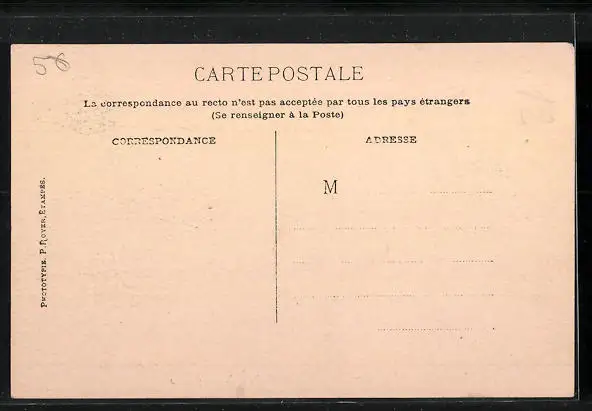 56
CARTE POSTALE
La correspondance au recto n'est pas acceptée par tous les pays étrangers
(Se renseigner à la Poste)
CORRESPONDANCE
ADRESSE
M
PHOTOTYPIE P. ROYER, ÉTAMPES.